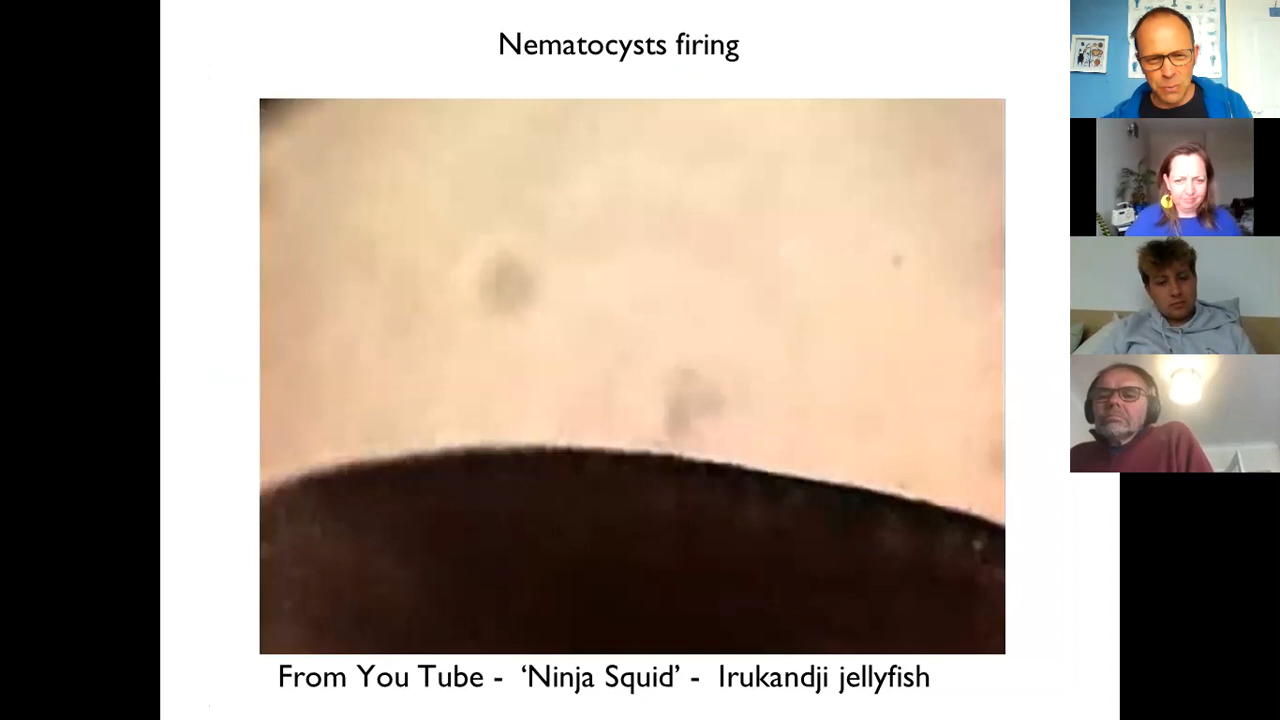 Nematocysts firing
From You Tube - ‘Ninja Squid’ - Irukandji jellyfish